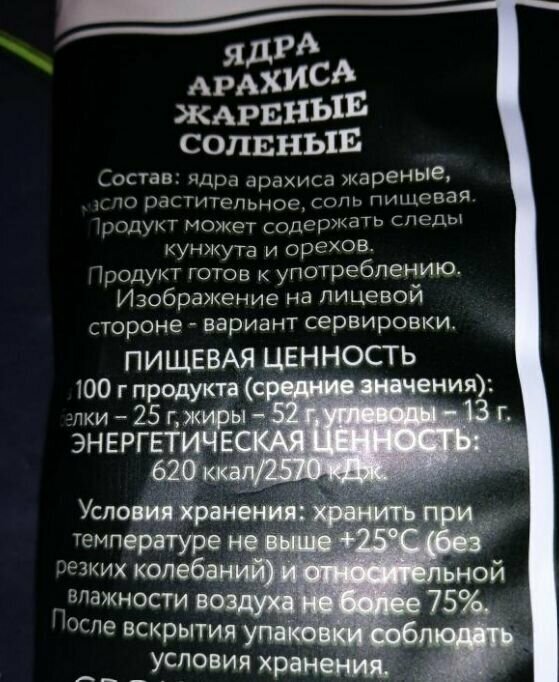 ЯДРА
АРАХИСА
ЖАРЕНЫЕ
СОЛЕНЫЕ
Состав: ядра арахиса жареные,
масло растительное, соль пищевая.
Продукт может содержать следы
кунжута и орехов.
Продукт готов к употреблению.
Изображение на лицевой
стороне - вариант сервировки.
ПИЩЕВАЯ ЦЕННОСТЬ
100 г продукта (средние значения):
белки – 25 г, жиры – 52 г, углеводы – 13 г.
ЭНЕРГЕТИЧЕСКАЯ ЦЕННОСТЬ:
620 ккал/2570 кДж.
Условия хранения: хранить при
температуре не выше +25°С (без
резких колебаний) и относительной
влажности воздуха не более 75%.
После вскрытия упаковки соблюдать
условия хранения.